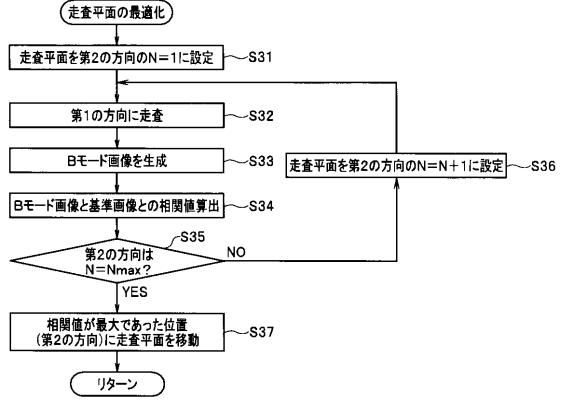 走査平面の最適化
走査平面を第2の方向のN=1に設定
S31
第1の方向に走査
S32
Bモード画像を生成
S33
走査平面を第2の方向のN=N+1に設定
S36
Bモード画像と基準画像との相関値算出
S34
S35
第2の方向は
N=Nmax?
NO
YES
相関値が最大であった位置
(第2の方向)に走査平面を移動
S37
リターン